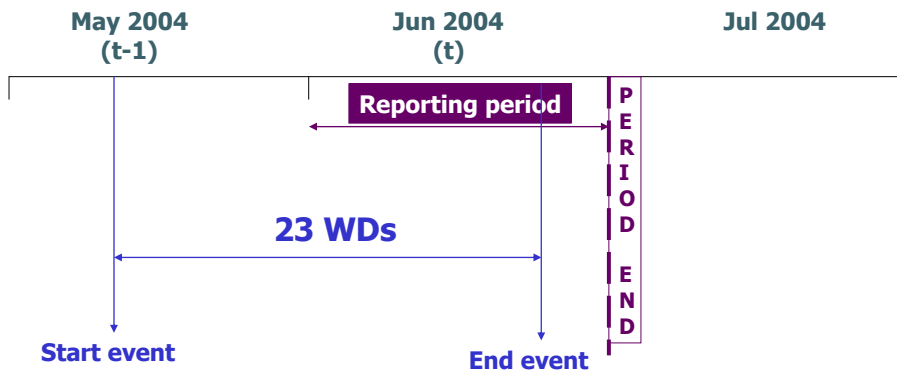 May 2004
(t-1)
Jun 2004
(t)
Jul 2004
Reporting period
PERIOD END
23 WDs
Start event
End event